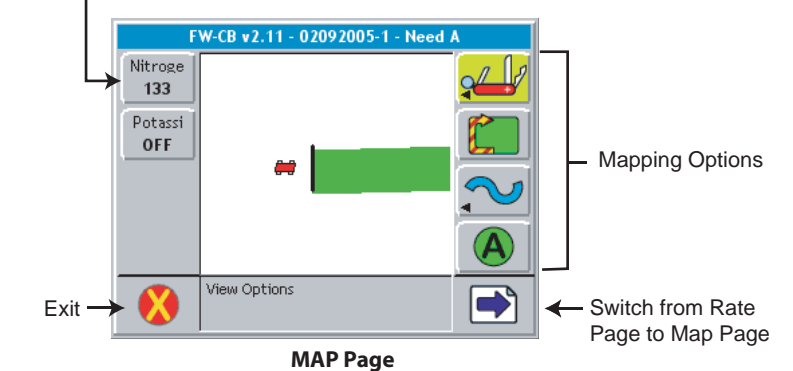 FW-CB v2.11 - 02092005-1 - Need A
Nitroge
133
Potassi
OFF
A
Mapping Options
View Options
Exit
Switch from Rate
Page to Map Page
MAP Page